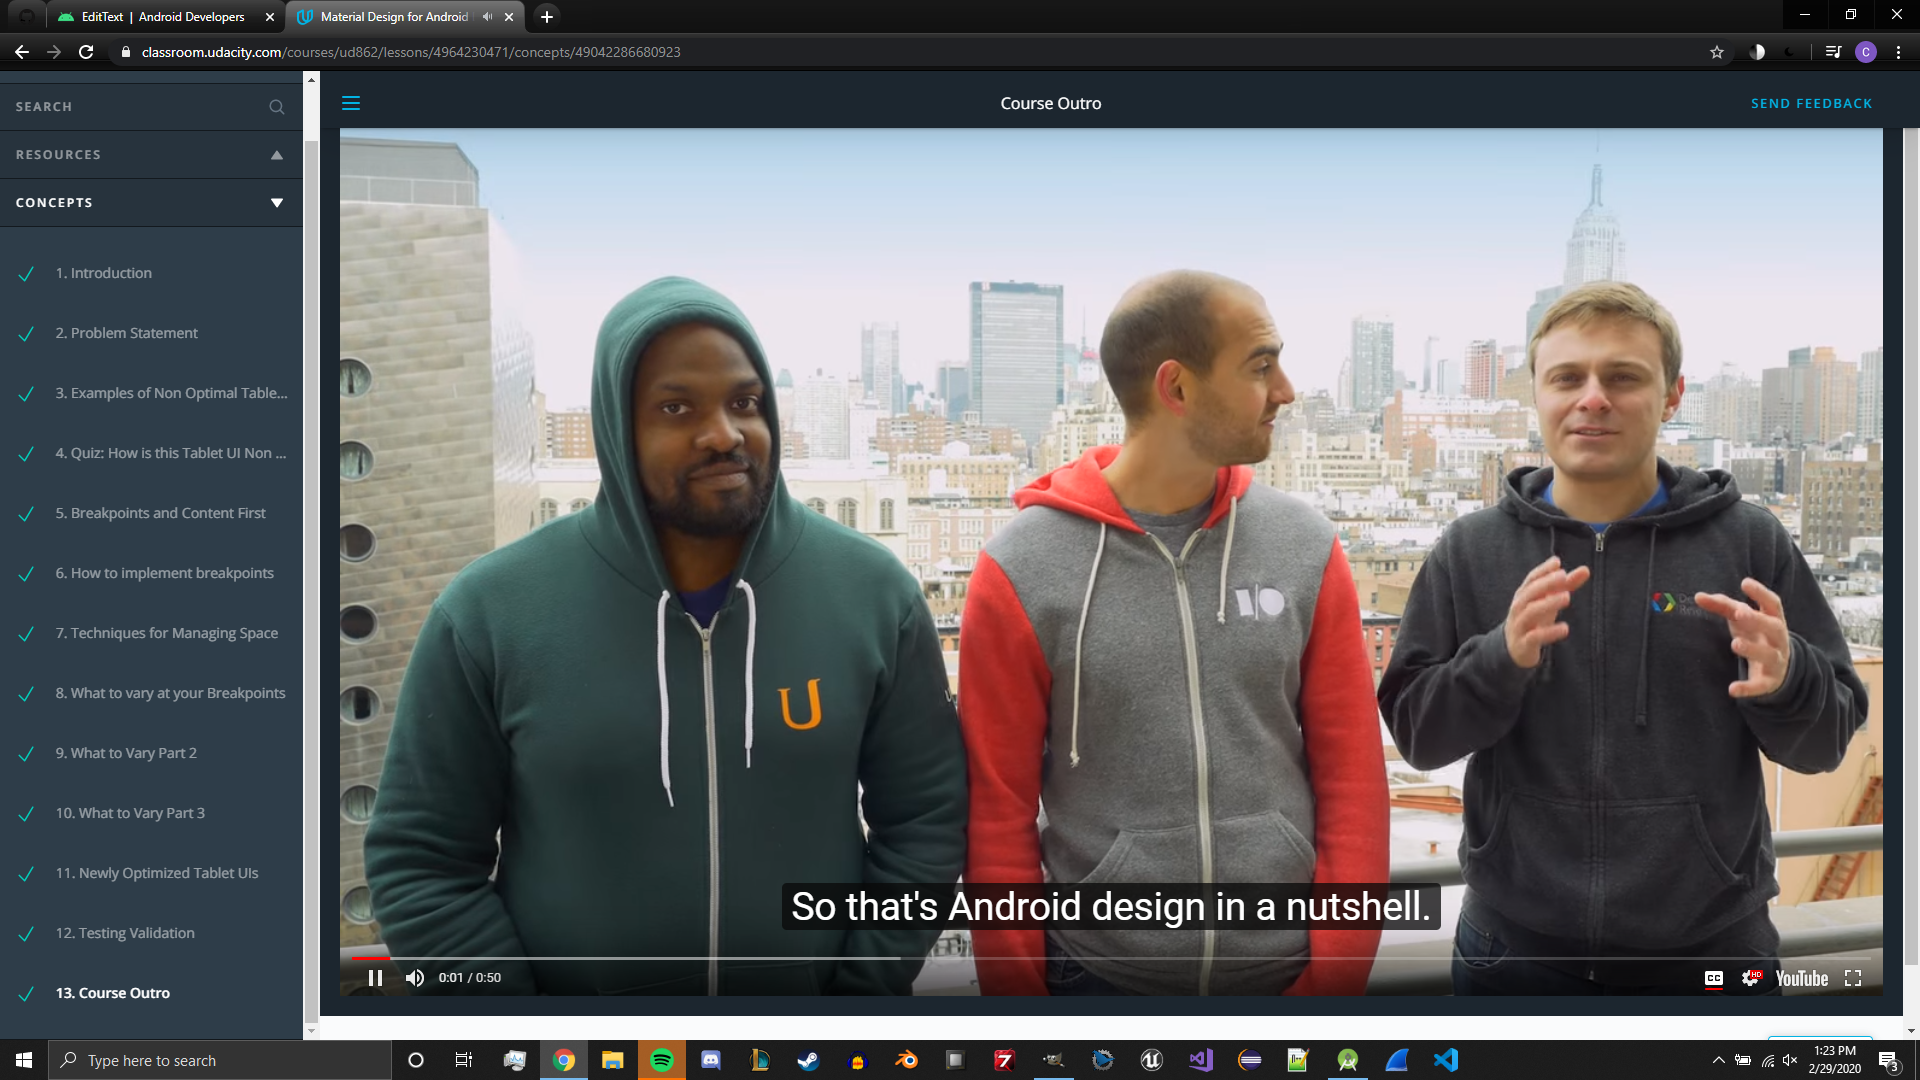 EditText | Android Developers
Material Design for Android
classroom.udacity.com/courses/ud862/lessons/4964230471/concepts/49042286680923
C
SEARCH
RESOURCES
CONCEPTS
1. Introduction
2. Problem Statement
3. Examples of Non Optimal Table...
4. Quiz: How is this Tablet UI Non ...
5. Breakpoints and Content First
6. How to implement breakpoints
7. Techniques for Managing Space
8. What to vary at your Breakpoints
9. What to Vary Part 2
10. What to Vary Part 3
11. Newly Optimized Tablet UIs
12. Testing Validation
13. Course Outro
Course Outro
SEND FEEDBACK
U
I/O
So that's Android design in a nutshell.
0:01 / 0:50
CC
HD
YouTube
Type here to search
1:23 PM
2/29/2020
3